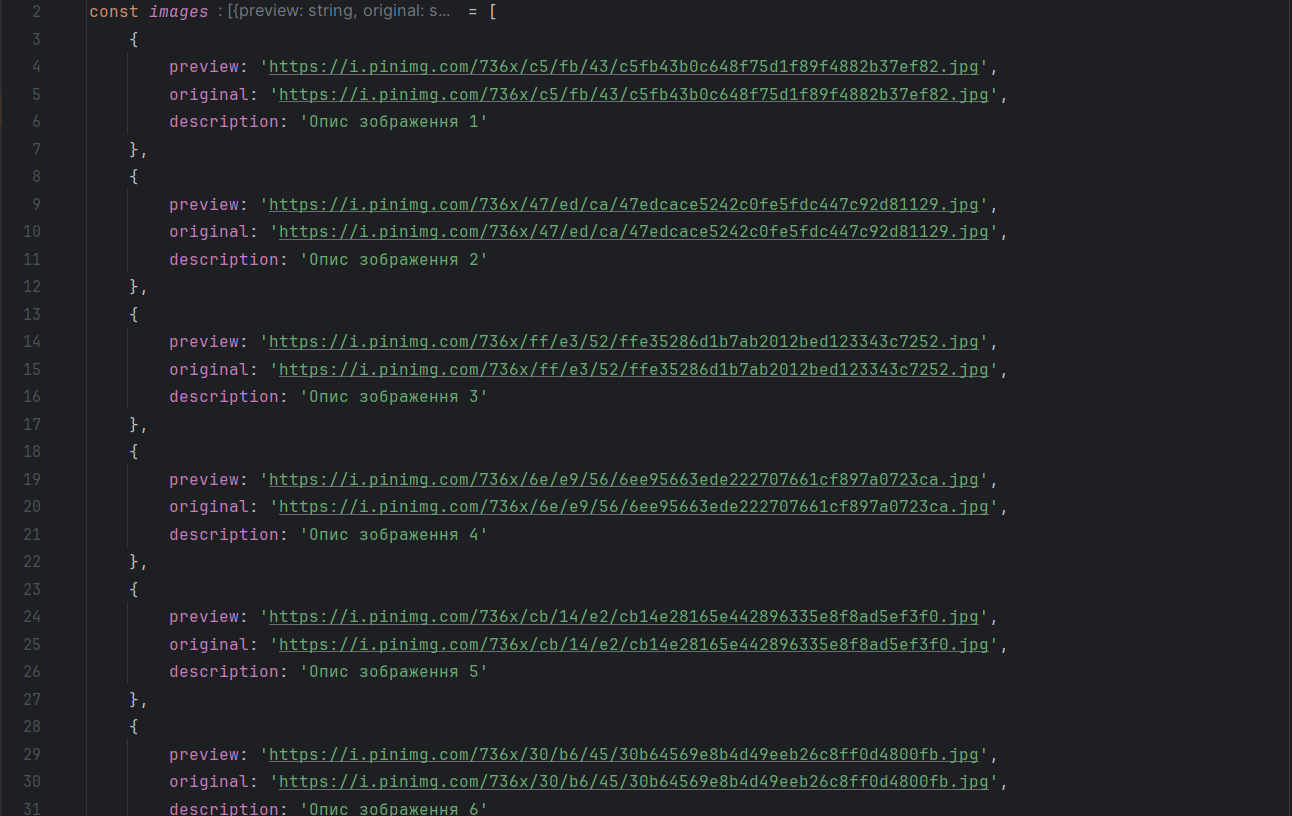 2 const images : [{preview: string, original: s... = [
3 {
4 preview: 'https://i.pinimg.com/736x/c5/fb/43/c5fb43b0c648f75d1f89f4882b37ef82.jpg',
5 original: 'https://i.pinimg.com/736x/c5/fb/43/c5fb43b0c648f75d1f89f4882b37ef82.jpg',
6 description: 'Опис зображення 1'
7 },
8 {
9 preview: 'https://i.pinimg.com/736x/47/ed/ca/47edcace5242c0fe5fdc447c92d81129.jpg',
10 original: 'https://i.pinimg.com/736x/47/ed/ca/47edcace5242c0fe5fdc447c92d81129.jpg',
11 description: 'Опис зображення 2'
12 },
13 {
14 preview: 'https://i.pinimg.com/736x/ff/e3/52/ffe35286d1b7ab2012bed123343c7252.jpg',
15 original: 'https://i.pinimg.com/736x/ff/e3/52/ffe35286d1b7ab2012bed123343c7252.jpg',
16 description: 'Опис зображення 3'
17 },
18 {
19 preview: 'https://i.pinimg.com/736x/6e/e9/56/6ee95663ede222707661cf897a0723ca.jpg',
20 original: 'https://i.pinimg.com/736x/6e/e9/56/6ee95663ede222707661cf897a0723ca.jpg',
21 description: 'Опис зображення 4'
22 },
23 {
24 preview: 'https://i.pinimg.com/736x/cb/14/e2/cb14e28165e442896335e8f8ad5ef3f0.jpg',
25 original: 'https://i.pinimg.com/736x/cb/14/e2/cb14e28165e442896335e8f8ad5ef3f0.jpg',
26 description: 'Опис зображення 5'
27 },
28 {
29 preview: 'https://i.pinimg.com/736x/30/b6/45/30b64569e8b4d49eeb26c8ff0d4800fb.jpg',
30 original: 'https://i.pinimg.com/736x/30/b6/45/30b64569e8b4d49eeb26c8ff0d4800fb.jpg',
31 description: 'Опис зображення 6'